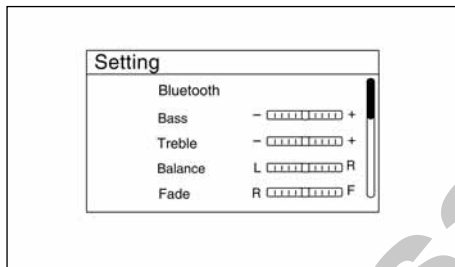 Setting
Bluetooth
Bass - +
Treble - +
Balance L R
Fade R F